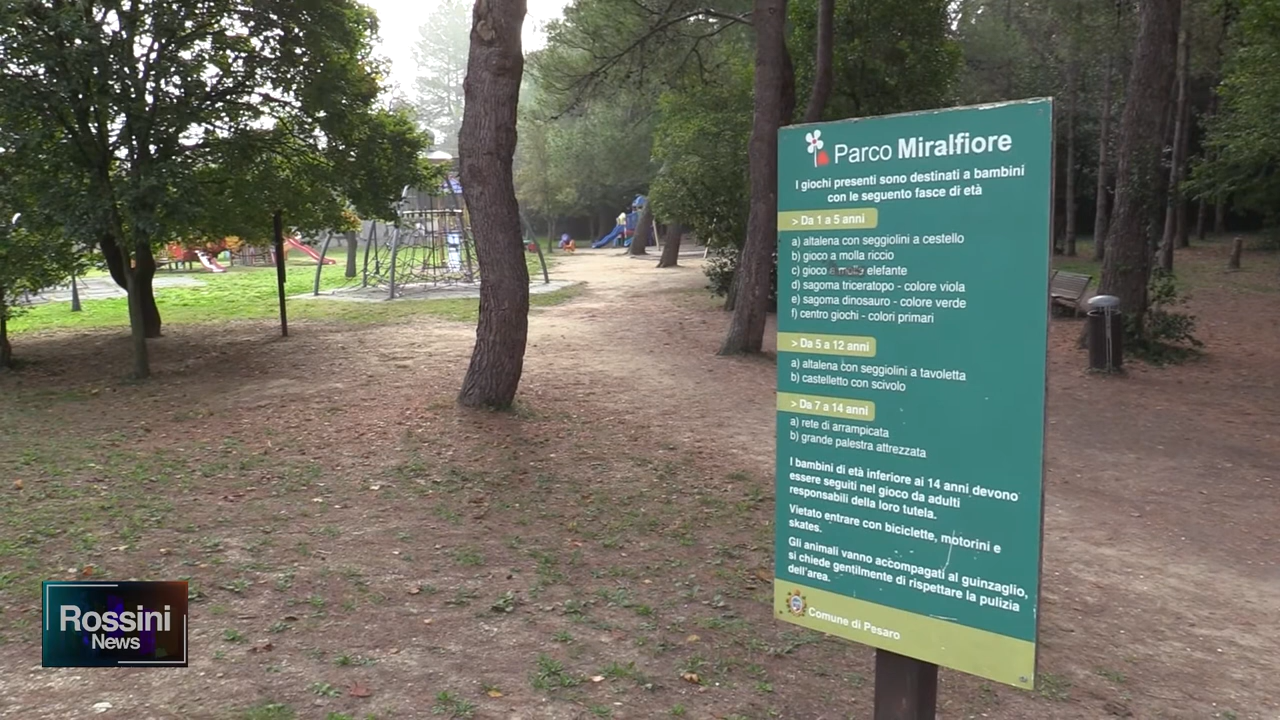 Parco Miralfiore
I giochi presenti sono destinati a bambini
con le seguento fasce di età
> Da 1 a 5 anni
a) altalena con seggiolini a cestello
b) gioco a molla riccio
c) gioco a molla elefante
d) sagoma triceratopo - colore viola
e) sagoma dinosauro - colore verde
f) centro giochi - colori primari
> Da 5 a 12 anni
a) altalena con seggiolini a tavoletta
b) castelletto con scivolo
> Da 7 a 14 anni
a) rete di arrampicata
b) grande palestra attrezzata
I bambini di età inferiore ai 14 anni devono
essere seguiti nel gioco da adulti
responsabili della loro tutela.
Vietato entrare con biciclette, motorini e
skates.
Gli animali vanno accompagati al guinzaglio,
si chiede gentilmente di rispettare la pulizia
dell'area.
Comune di Pesaro
Rossini
News